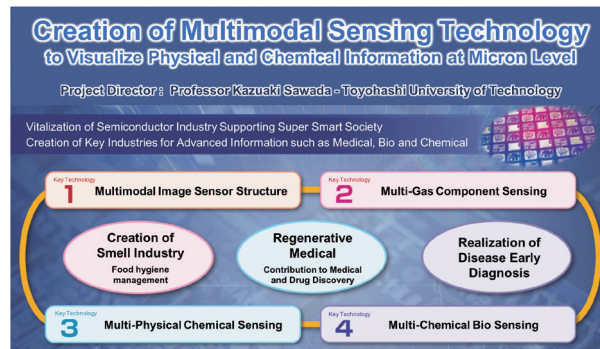 Creation of Multimodal Sensing Technology
to Visualize Physical and Chemical Information at Micron Level
Project Director : Professor Kazuaki Sawada - Toyohashi University of Technology
Vitalization of Semiconductor Industry Supporting Super Smart Society
Creation of Key Industries for Advanced Information such as Medical, Bio and Chemical
Key Technology
1 Multimodal Image Sensor Structure
Key Technology
2 Multi-Gas Component Sensing
Creation of
Smell Industry
Food hygiene
management
Regenerative
Medical
Contribution to Medical
and Drug Discovery
Realization of
Disease Early
Diagnosis
Key Technology
3 Multi-Physical Chemical Sensing
Key Technology
4 Multi-Chemical Bio Sensing